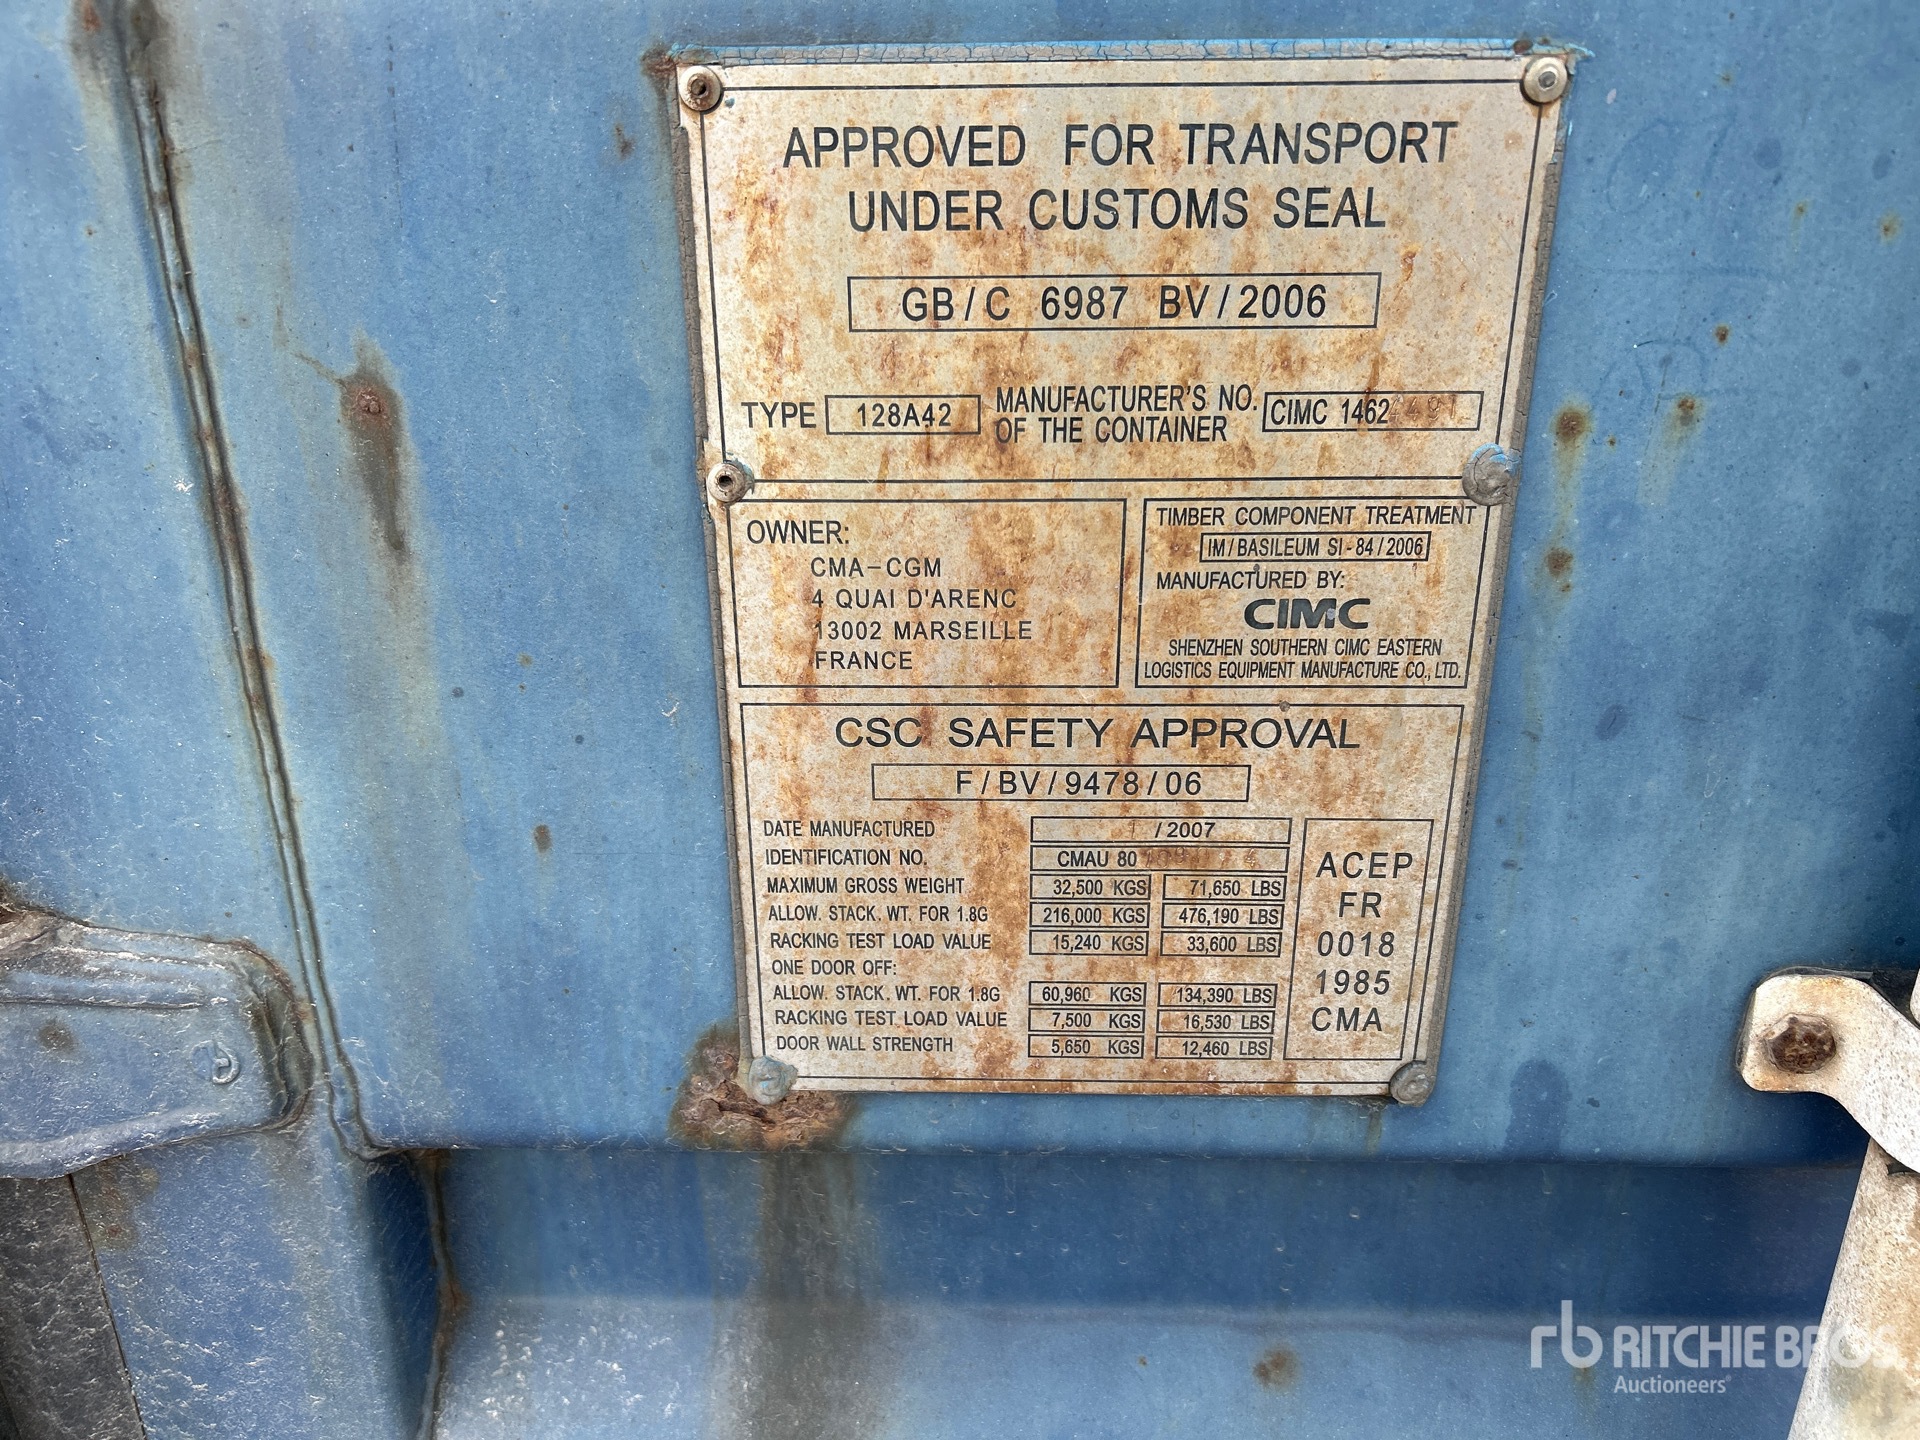 APPROVED FOR TRANSPORT
UNDER CUSTOMS SEAL
GB/C 6987 BV/2006
TYPE 128A42 MANUFACTURER'S NO.
OF THE CONTAINER CIMC 1462
OWNER:
CMA-CGM
4 QUAI D'ARENC
13002 MARSEILLE
FRANCE
TIMBER COMPONENT TREATMENT
IM/BASILEUM SI-84/2006
MANUFACTURED BY:
CIMC
SHENZHEN SOUTHERN CIMC EASTERN
LOGISTICS EQUIPMENT MANUFACTURE CO., LTD.
CSC SAFETY APPROVAL
F/BV/9478/06
DATE MANUFACTURED 1/2007
IDENTIFICATION NO. CMAU 80
MAXIMUM GROSS WEIGHT 32,500 KGS 71,650 LBS
ALLOW. STACK. WT. FOR 1.8G 216,000 KGS 476,190 LBS
RACKING TEST LOAD VALUE 15,240 KGS 33,600 LBS
ONE DOOR OFF:
ALLOW. STACK. WT. FOR 1.8G 60,960 KGS 134,390 LBS
RACKING TEST LOAD VALUE 7,500 KGS 16,530 LBS
DOOR WALL STRENGTH 5,650 KGS 12,460 LBS
ACEP
FR
0018
1985
CMA
rb RITCHIE BROS.
Auctioneers